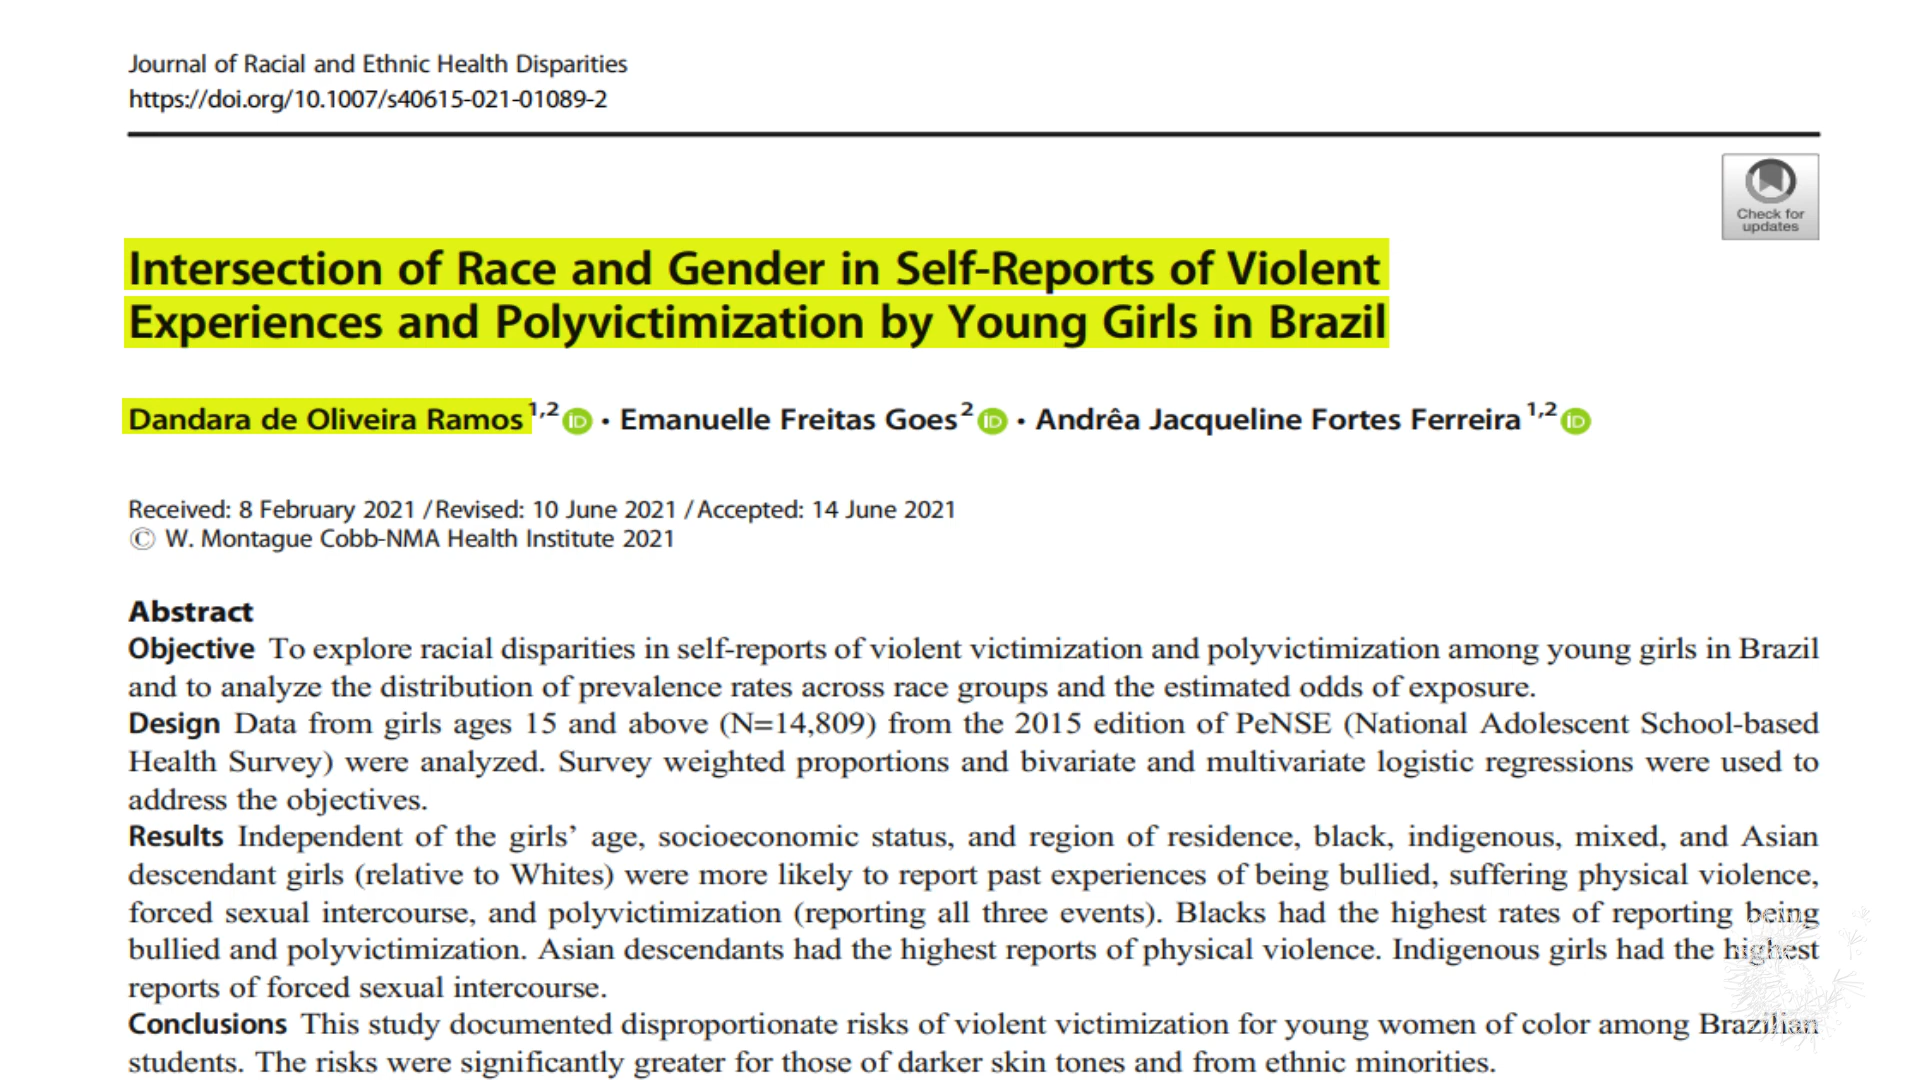 Journal of Racial and Ethnic Health Disparities
https://doi.org/10.1007/s40615-021-01089-2
Check for
updates
Intersection of Race and Gender in Self-Reports of Violent
Experiences and Polyvictimization by Young Girls in Brazil
Dandara de Oliveira Ramos 1,2 iD · Emanuelle Freitas Goes 2 iD · Andrêa Jacqueline Fortes Ferreira 1,2 iD
Received: 8 February 2021 / Revised: 10 June 2021 / Accepted: 14 June 2021
© W. Montague Cobb-NMA Health Institute 2021
Abstract
Objective To explore racial disparities in self-reports of violent victimization and polyvictimization among young girls in Brazil
and to analyze the distribution of prevalence rates across race groups and the estimated odds of exposure.
Design Data from girls ages 15 and above (N=14,809) from the 2015 edition of PeNSE (National Adolescent School-based
Health Survey) were analyzed. Survey weighted proportions and bivariate and multivariate logistic regressions were used to
address the objectives.
Results Independent of the girls’ age, socioeconomic status, and region of residence, black, indigenous, mixed, and Asian
descendant girls (relative to Whites) were more likely to report past experiences of being bullied, suffering physical violence,
forced sexual intercourse, and polyvictimization (reporting all three events). Blacks had the highest rates of reporting being
bullied and polyvictimization. Asian descendants had the highest reports of physical violence. Indigenous girls had the highest
reports of forced sexual intercourse.
Conclusions This study documented disproportionate risks of violent victimization for young women of color among Brazilian
students. The risks were significantly greater for those of darker skin tones and from ethnic minorities.